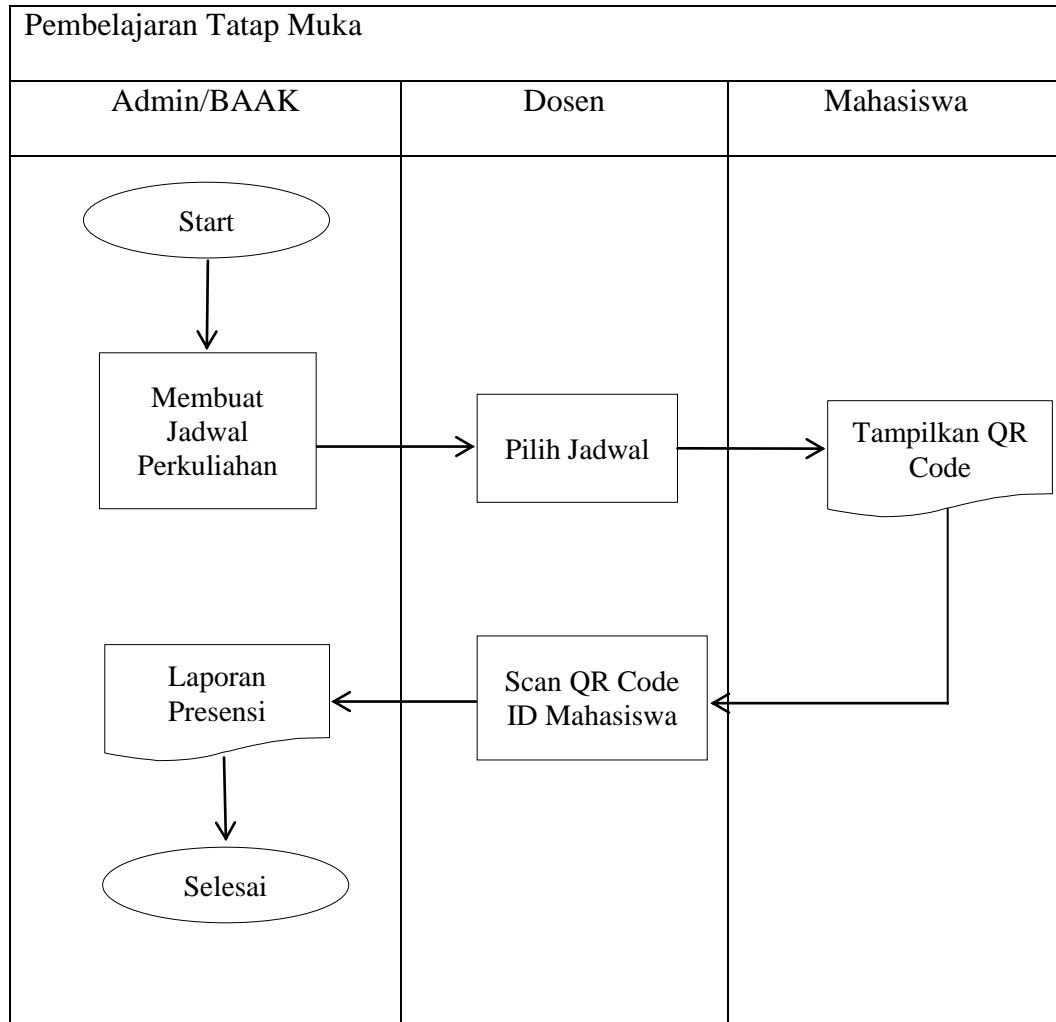 Pembelajaran Tatap Muka
Admin/BAAK
Dosen
Mahasiswa
Start
Membuat
Jadwal
Perkuliahan
Pilih Jadwal
Tampilkan QR
Code
Laporan
Presensi
Scan QR Code
ID Mahasiswa
Selesai